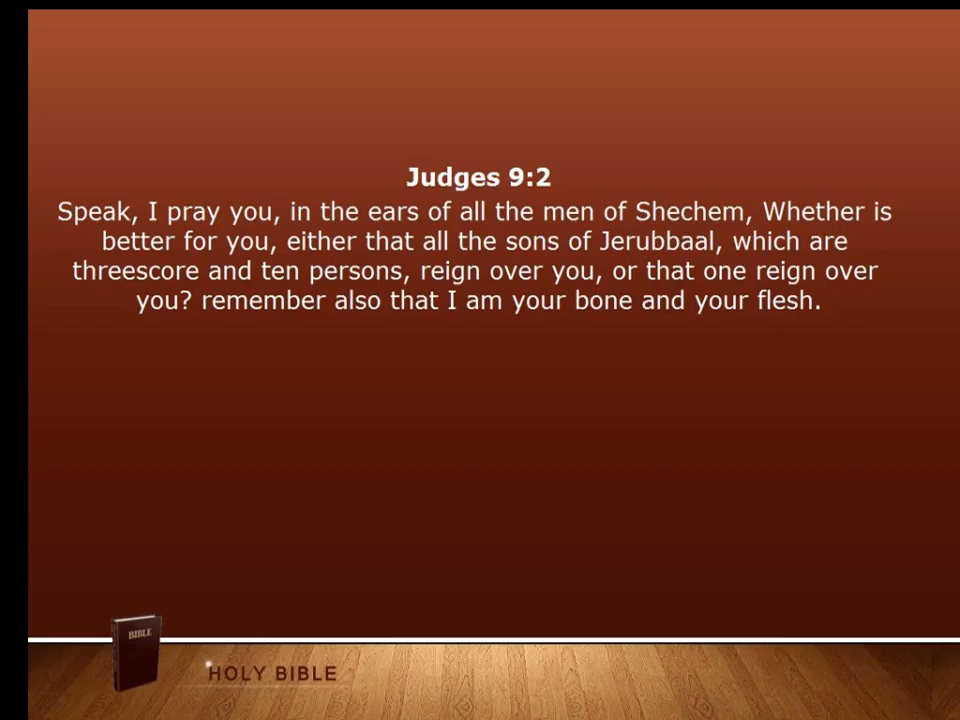 Judges 9:2
Speak, I pray you, in the ears of all the men of Shechem, Whether is
better for you, either that all the sons of Jerubbaal, which are
threescore and ten persons, reign over you, or that one reign over
you? remember also that I am your bone and your flesh.
BIBLE
HOLY BIBLE